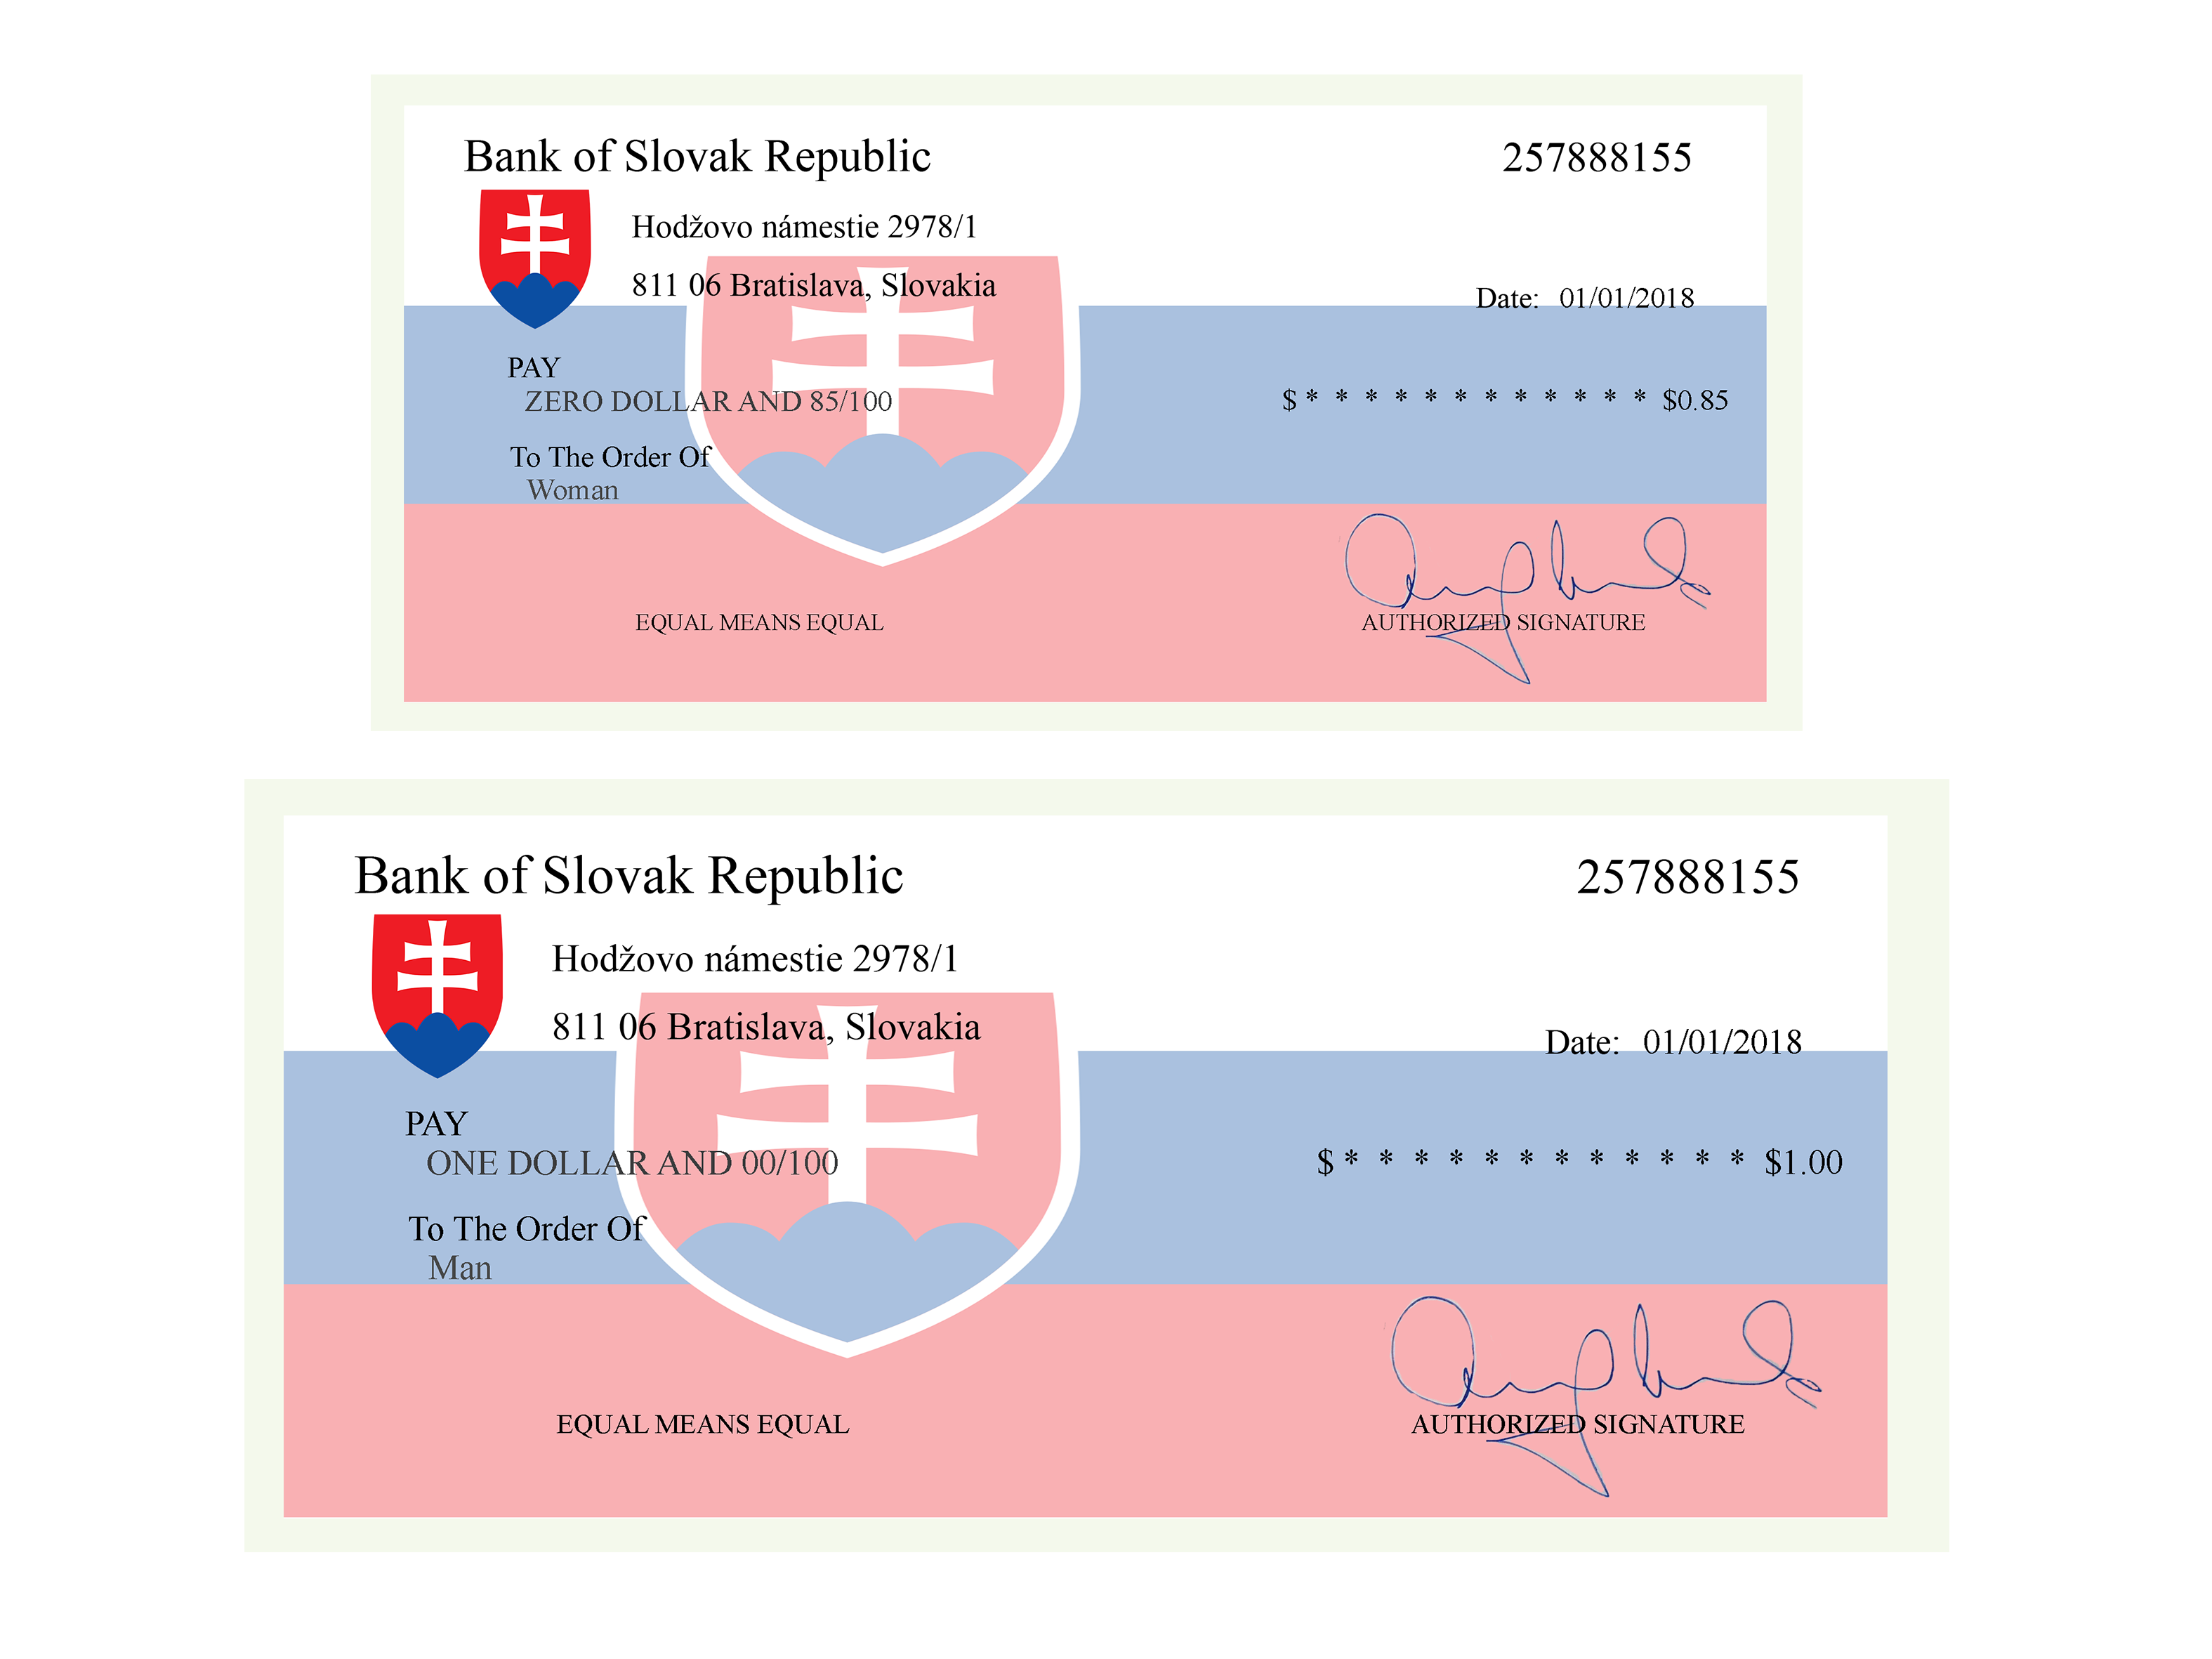 Bank of Slovak Republic
257888155
Hodžovo námestie 2978/1
811 06 Bratislava, Slovakia
Date: 01/01/2018
PAY
ZERO DOLLAR AND 85/100
$ * * * * * * * * * * * * $0.85
To The Order Of
Woman
EQUAL MEANS EQUAL
AUTHORIZED SIGNATURE
Bank of Slovak Republic
257888155
Hodžovo námestie 2978/1
811 06 Bratislava, Slovakia
Date: 01/01/2018
PAY
ONE DOLLAR AND 00/100
$ * * * * * * * * * * * * $1.00
To The Order Of
Man
EQUAL MEANS EQUAL
AUTHORIZED SIGNATURE